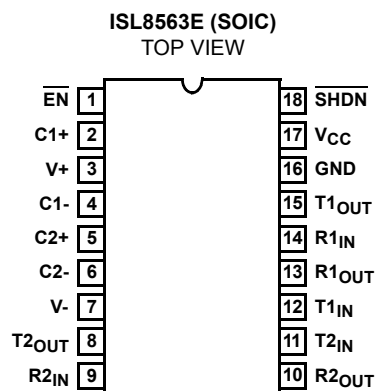 ISL8563E (SOIC)
TOP VIEW
EN 1
C1+ 2
V+ 3
C1- 4
C2+ 5
C2- 6
V- 7
T2OUT 8
R2IN 9
18 SHDN
17 VCC
16 GND
15 T1OUT
14 R1IN
13 R1OUT
12 T1IN
11 T2IN
10 R2OUT